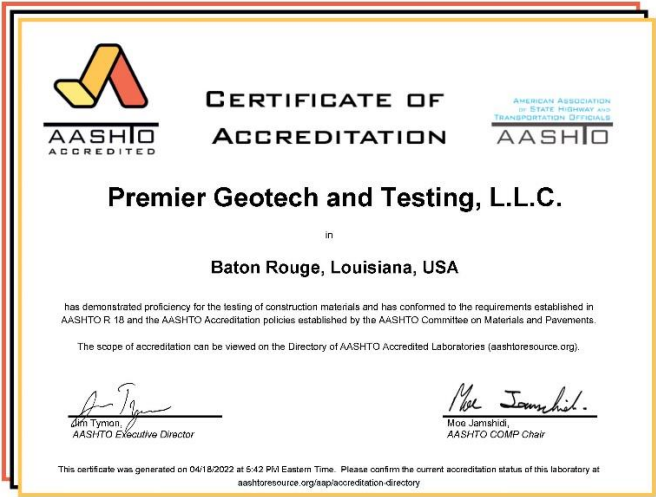 AASHTO
ACCREDITED
CERTIFICATE OF
ACCREDITATION
AMERICAN ASSOCIATION
OF STATE HIGHWAY AND
TRANSPORTATION OFFICIALS
AASHTO
Premier Geotech and Testing, L.L.C.
in
Baton Rouge, Louisiana, USA
has demonstrated proficiency for the testing of construction materials and has conformed to the requirements established in
AASHTO R 18 and the AASHTO Accreditation policies established by the AASHTO Committee on Materials and Pavements.
The scope of accreditation can be viewed on the Directory of AASHTO Accredited Laboratories (aashtoresource.org).
Jim Tymon,
AASHTO Executive Director
Moe Jamshidi.
Moe Jamshidi,
AASHTO COMP Chair
This certificate was generated on 04/18/2022 at 5:42 PM Eastern Time. Please confirm the current accreditation status of this laboratory at
aashtoresource.org/aap/accreditation-directory